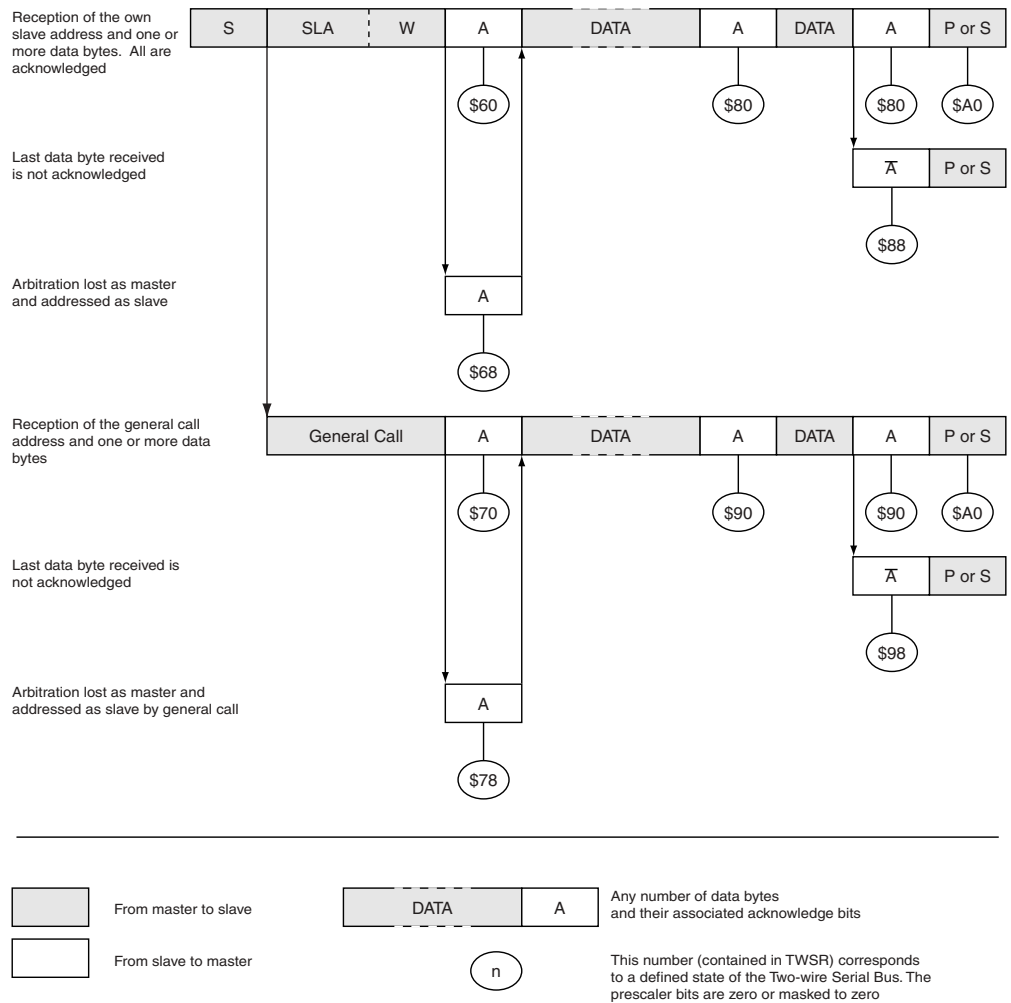 Reception of the own
slave address and one or
more data bytes. All are
acknowledged
S SLA W A DATA A DATA A P or S
$60 $80 $80 $A0
Last data byte received
is not acknowledged
A̅ P or S
$88
Arbitration lost as master
and addressed as slave
A
$68
Reception of the general call
address and one or more data
bytes
General Call A DATA A DATA A P or S
$70 $90 $90 $A0
Last data byte received is
not acknowledged
A̅ P or S
$98
Arbitration lost as master and
addressed as slave by general call
A
$78
From master to slave
DATA A
Any number of data bytes
and their associated acknowledge bits
From slave to master
n
This number (contained in TWSR) corresponds
to a defined state of the Two-wire Serial Bus. The
prescaler bits are zero or masked to zero